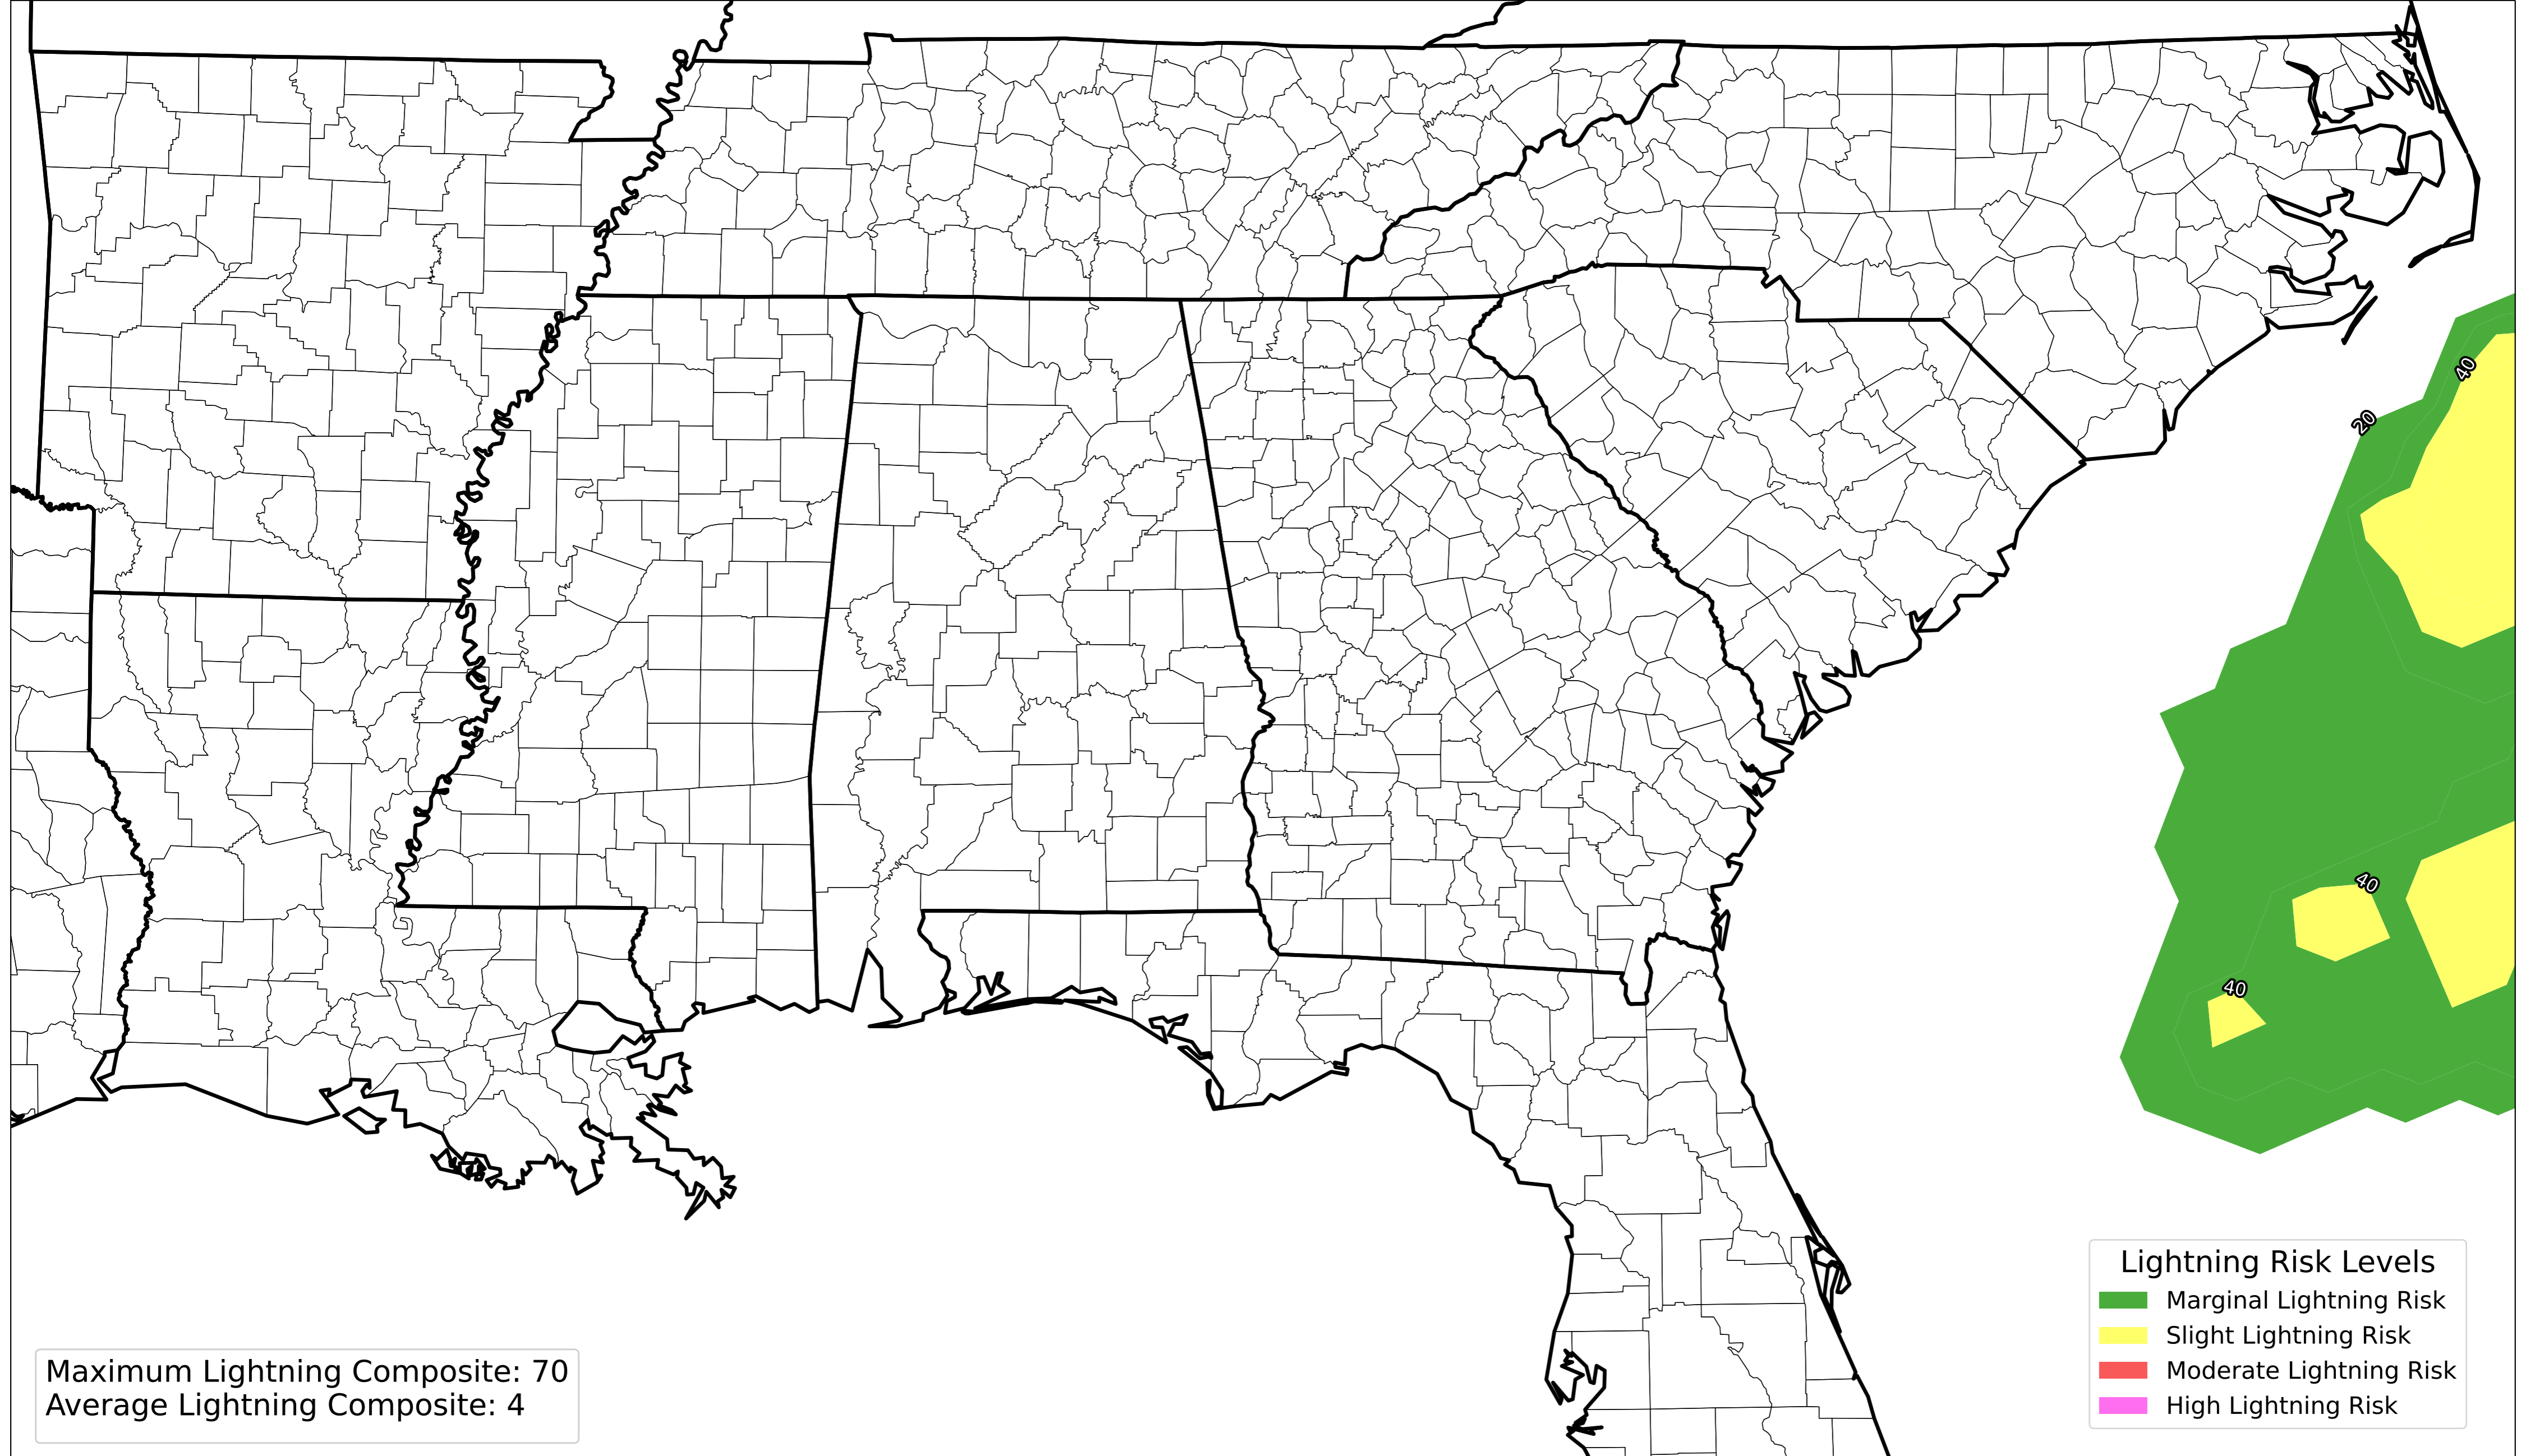 40
20
40
40
Lightning Risk Levels
Marginal Lightning Risk
Slight Lightning Risk
Moderate Lightning Risk
High Lightning Risk
Maximum Lightning Composite: 70
Average Lightning Composite: 4